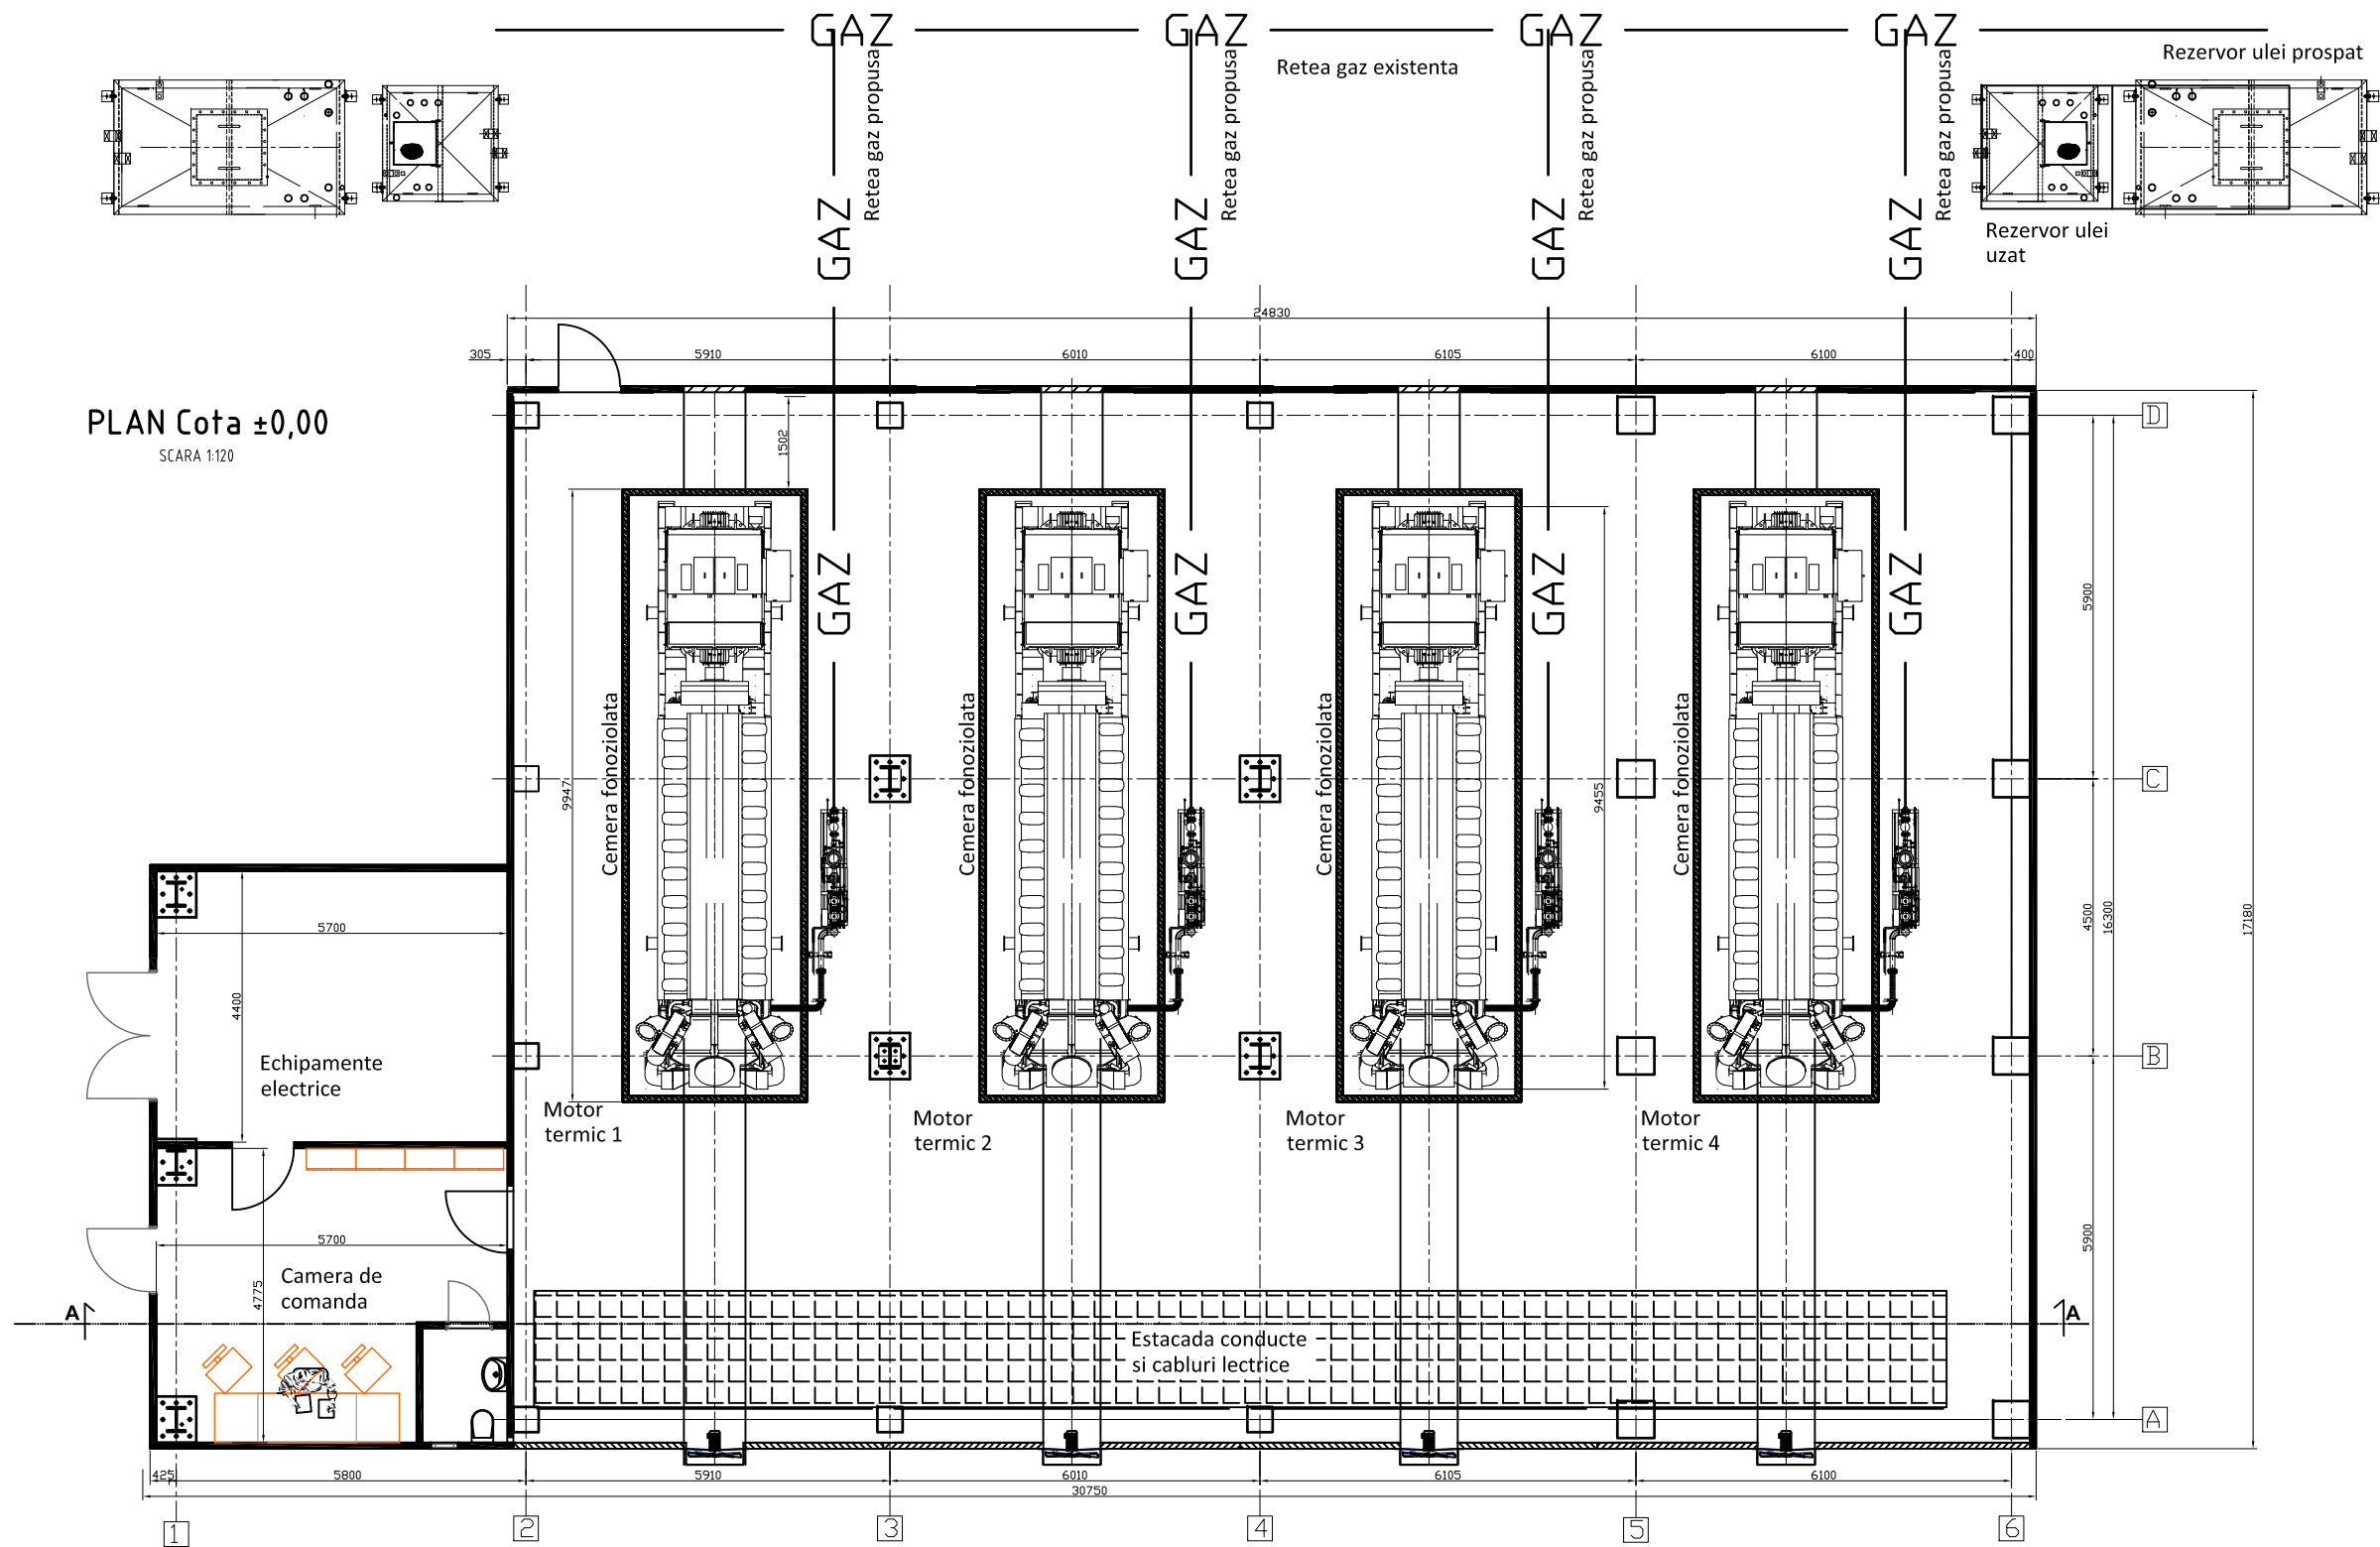 GAZ GAZ GAZ GAZ
Retea gaz existenta
Rezervor ulei prospat
Retea gaz propusa
Retea gaz propusa
Retea gaz propusa
Retea gaz propusa
GAZ GAZ GAZ GAZ
Rezervor ulei
uzat
24830
305 5910 6010 6105 6100 400
PLAN Cota ±0,00
SCARA 1:120
D
1502
GAZ GAZ GAZ GAZ
5900
Cemera fonoziolata
Cemera fonoziolata
Cemera fonoziolata
Cemera fonoziolata
C
9947
9455
4500
16300
17180
5700
4400
Echipamente
electrice
B
Motor
termic 1
Motor
termic 2
Motor
termic 3
Motor
termic 4
5700
5900
Camera de
comanda
4775
A
A
Estacada conducte
si cabluri lectrice
A
425 5800 5910 6010 6105 6100
30750
1 2 3 4 5 6